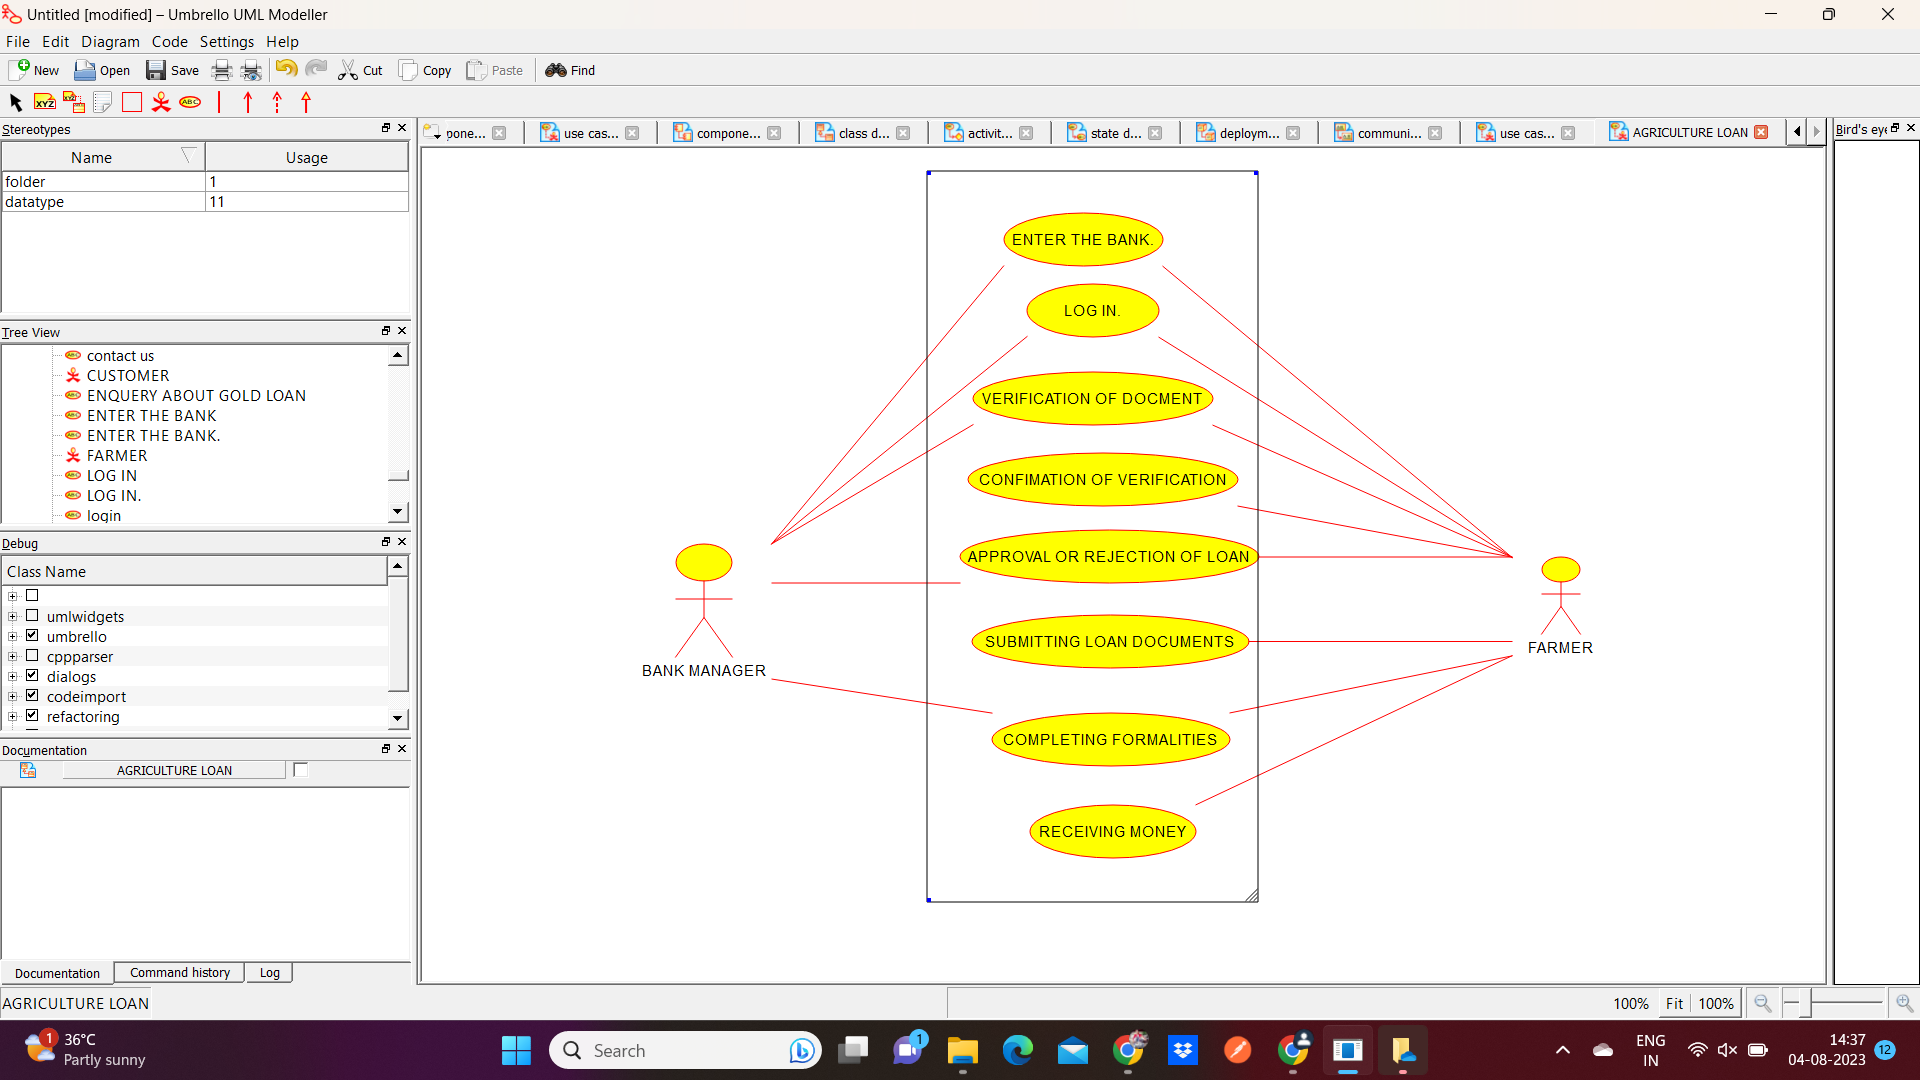 Untitled [modified] – Umbrello UML Modeller
File Edit Diagram Code Settings Help
New Open Save Cut Copy Paste Find
XYZ XYZ ABC
Stereotypes
Name Usage
folder 1
datatype 11
Tree View
contact us
CUSTOMER
ENQUERY ABOUT GOLD LOAN
ENTER THE BANK
ENTER THE BANK.
FARMER
LOG IN
LOG IN.
login
Debug
Class Name
umlwidgets
umbrello
cppparser
dialogs
codeimport
refactoring
Documentation
AGRICULTURE LOAN
Documentation Command history Log
AGRICULTURE LOAN
pone... use cas... compone... class d... activit... state d... deploym... communi... use cas... AGRICULTURE LOAN
Bird's eye
ENTER THE BANK.
LOG IN.
VERIFICATION OF DOCMENT
CONFIMATION OF VERIFICATION
APPROVAL OR REJECTION OF LOAN
SUBMITTING LOAN DOCUMENTS
COMPLETING FORMALITIES
RECEIVING MONEY
BANK MANAGER
FARMER
100% Fit 100%
1
36°C
Partly sunny
Search
1
ENG
IN
14:37
04-08-2023
12